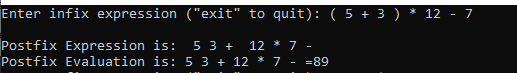 Enter infix expression ("exit" to quit): ( 5 + 3 ) * 12 - 7
Postfix Expression is:  5 3 +  12 * 7 -
Postfix Evaluation is: 5 3 + 12 * 7 - =89